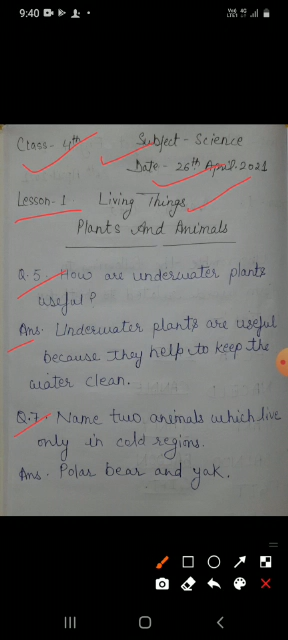 9:40
Class - 4th Subject - Science
Date - 26th April. 2021
Lesson - 1 Living Things
Plants And Animals
Q.5. How are underwater plants
useful?
Ans. Underwater plants are useful
because they help to keep the
water clean.
Q.7. Name two animals which live
only in cold regins.
Ans. Polar bear and yak.